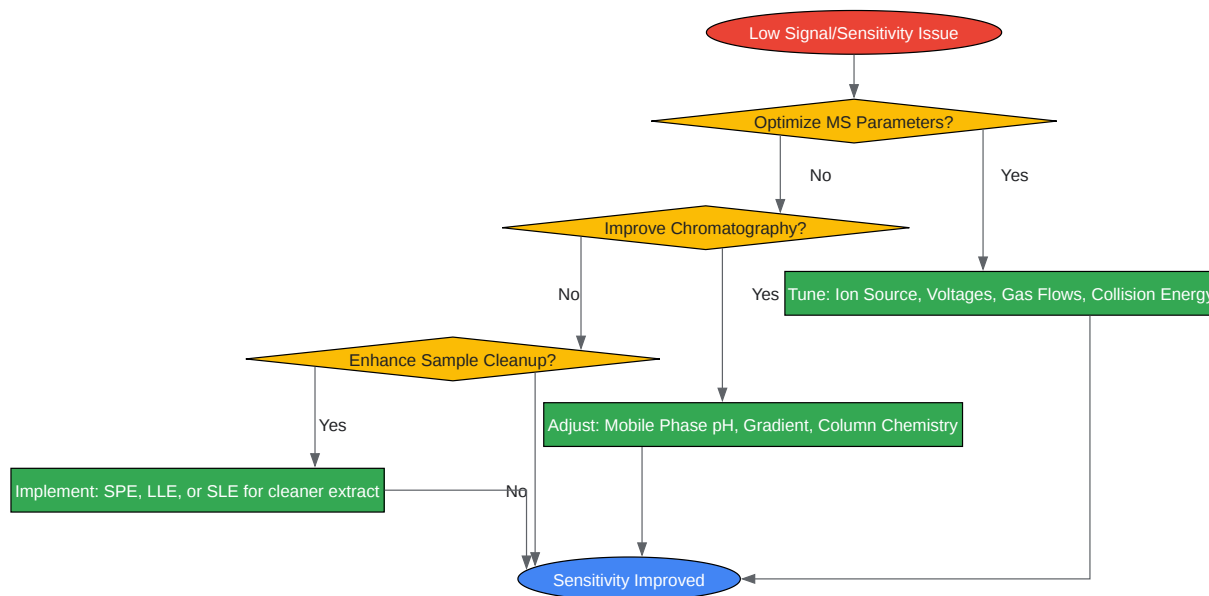 Low Signal/Sensitivity Issue
Optimize MS Parameters?
No
Yes
Improve Chromatography?
No
Yes
Tune: Ion Source, Voltages, Gas Flows, Collision Energy
Enhance Sample Cleanup?
Yes
Adjust: Mobile Phase pH, Gradient, Column Chemistry
Implement: SPE, LLE, or SLE for cleaner extract
No
Sensitivity Improved